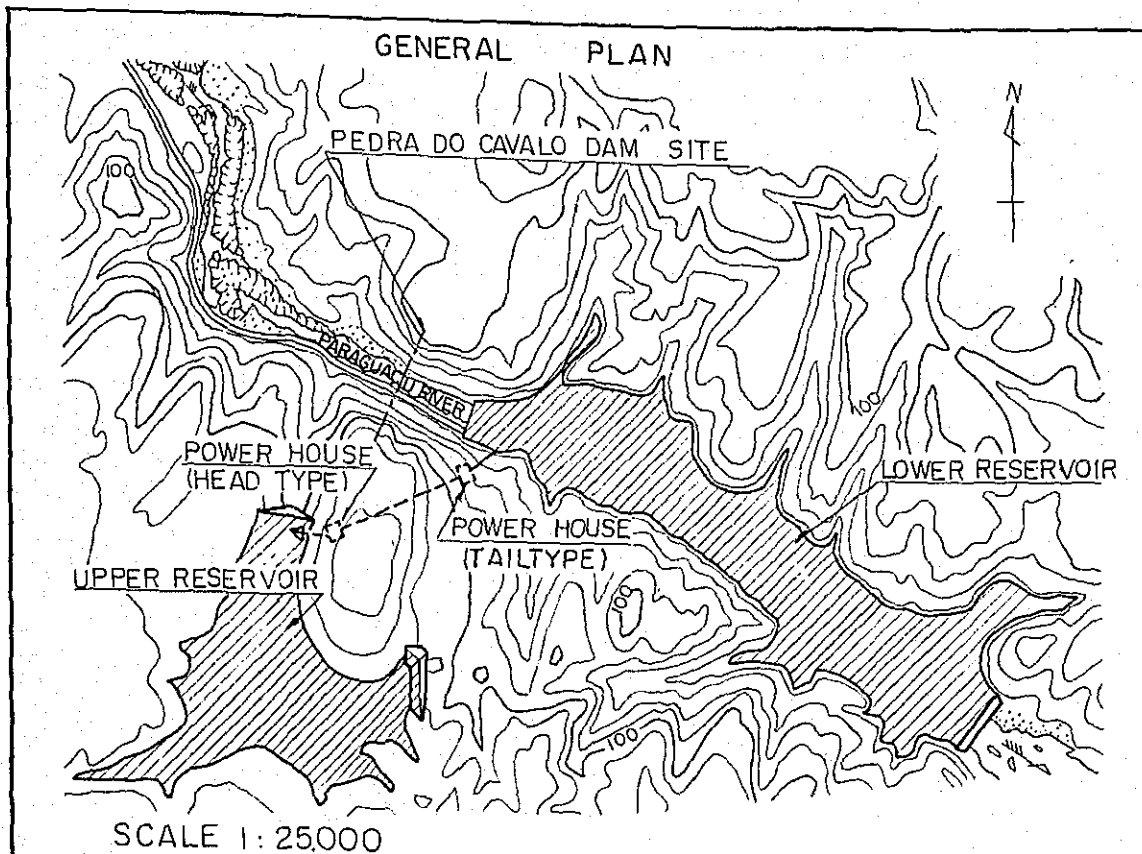 GENERAL PLAN
N
PEDRA DO CAVALO DAM SITE
100
PARAGUAÇU RIVER
100
POWER HOUSE
(HEAD TYPE)
LOWER RESERVOIR
POWER HOUSE
(TAILTYPE)
UPPER RESERVOIR
100
100
SCALE 1:25,000